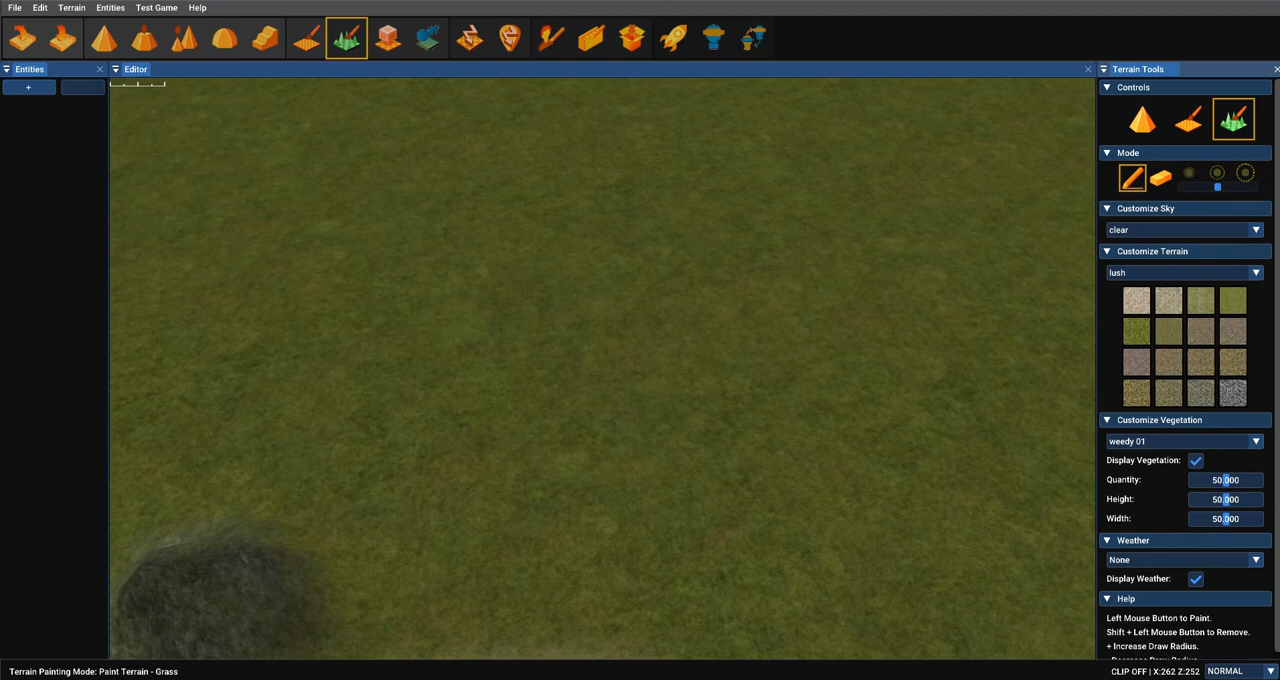 File Edit Terrain Entities Test Game Help
Entities
+
Editor
Terrain Tools
Controls
Mode
Customize Sky
clear
Customize Terrain
lush
Customize Vegetation
weedy 01
Display Vegetation:
Quantity: 50.000
Height: 50.000
Width: 50.000
Weather
None
Display Weather:
Help
Left Mouse Button to Paint.
Shift + Left Mouse Button to Remove.
+ Increase Draw Radius.
Terrain Painting Mode: Paint Terrain - Grass
CLIP OFF | X:262 Z:252 NORMAL